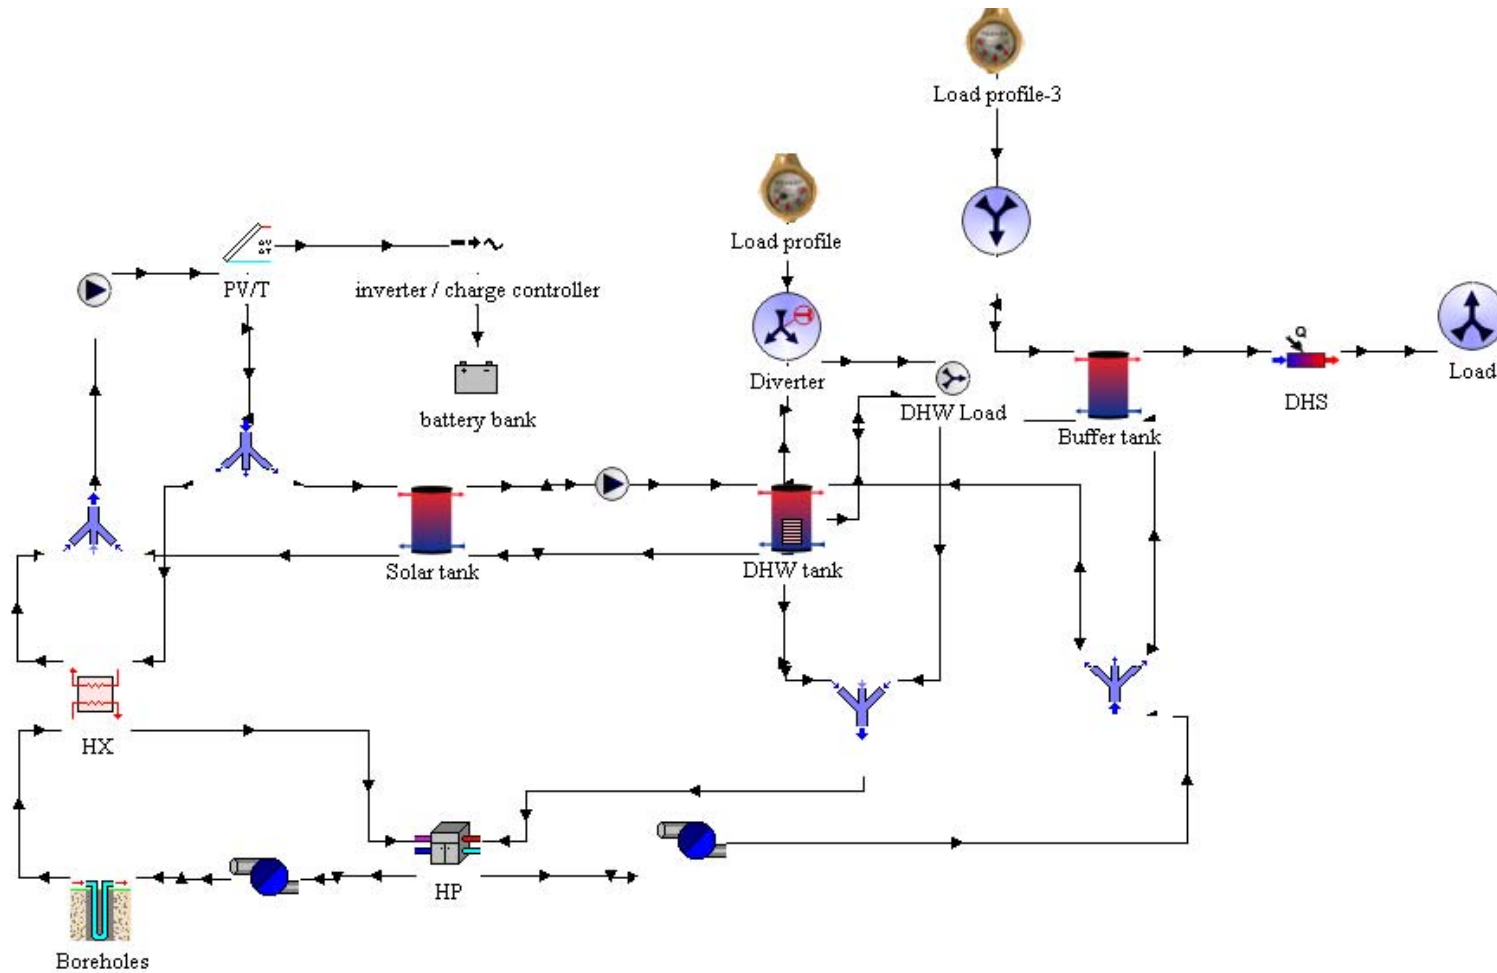 Load profile-3
Load profile
PV/T
inverter / charge controller
Diverter
Load
DHS
battery bank
DHW Load
Buffer tank
Solar tank
DHW tank
HX
HP
Boreholes
Q